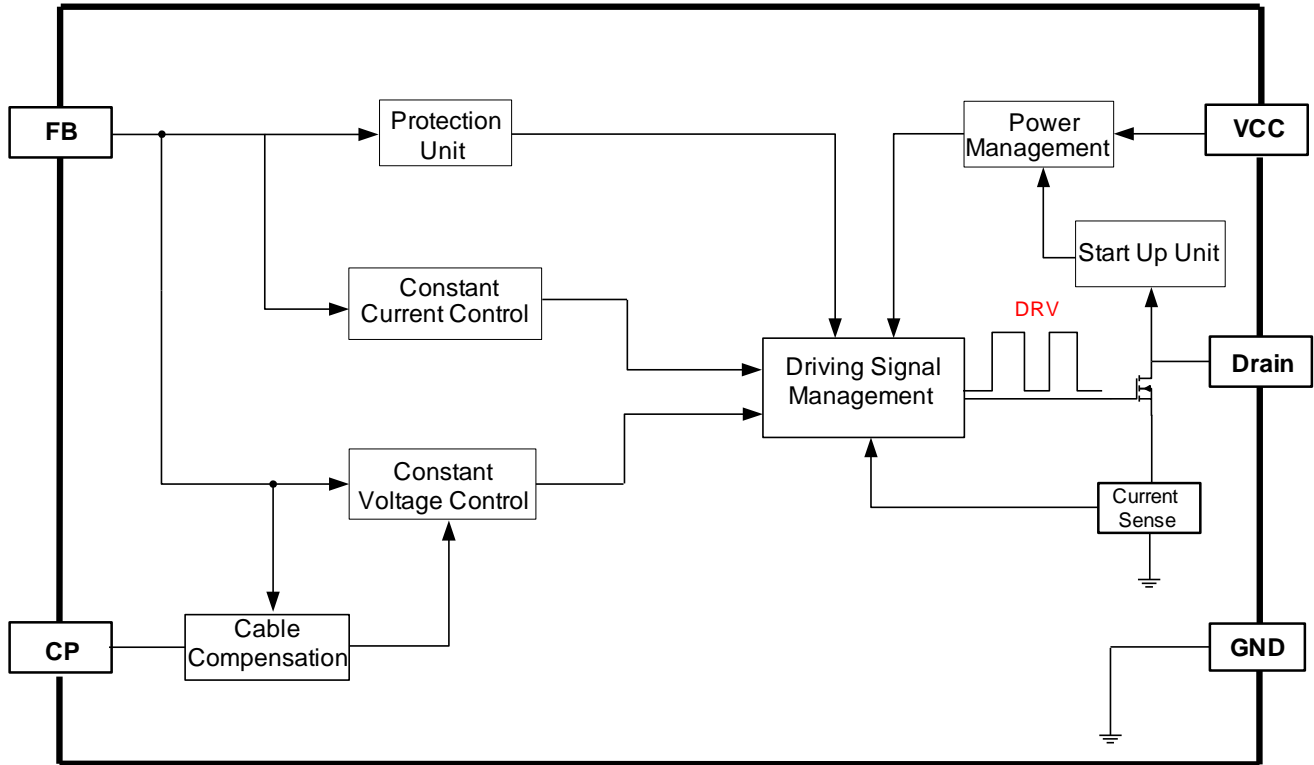 FB
Protection
Unit
Power
Management
VCC
Start Up Unit
Constant
Current Control
DRV
Driving Signal
Management
Drain
Constant
Voltage Control
Current
Sense
CP
Cable
Compensation
GND